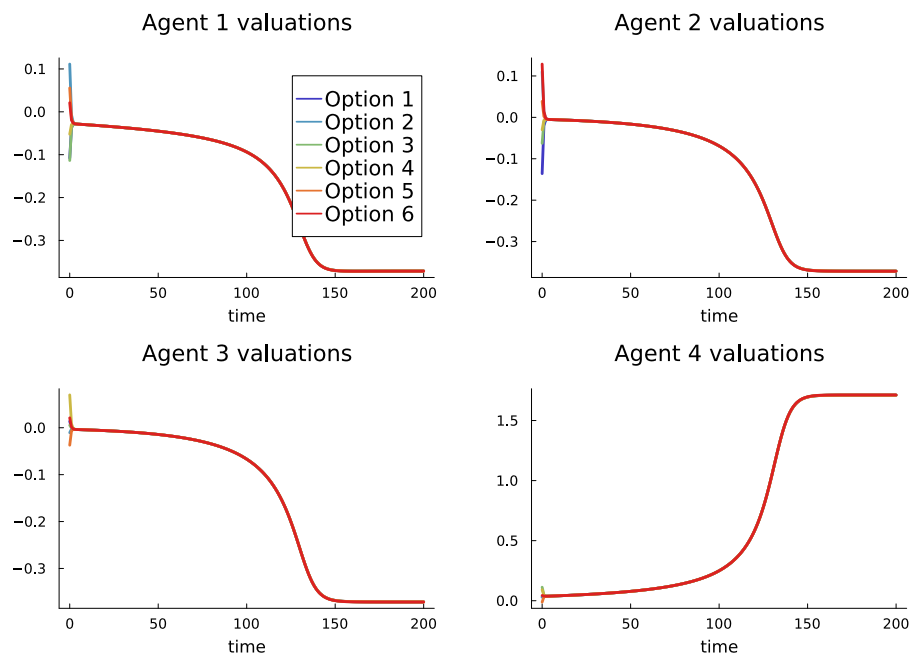 Agent 1 valuations
0.1
0.0
−0.1
−0.2
−0.3
0
50
100
150
200
time
Option 1
Option 2
Option 3
Option 4
Option 5
Option 6
Agent 2 valuations
0.1
0.0
−0.1
−0.2
−0.3
0
50
100
150
200
time
Agent 3 valuations
0.0
−0.1
−0.2
−0.3
0
50
100
150
200
time
Agent 4 valuations
1.5
1.0
0.5
0.0
0
50
100
150
200
time